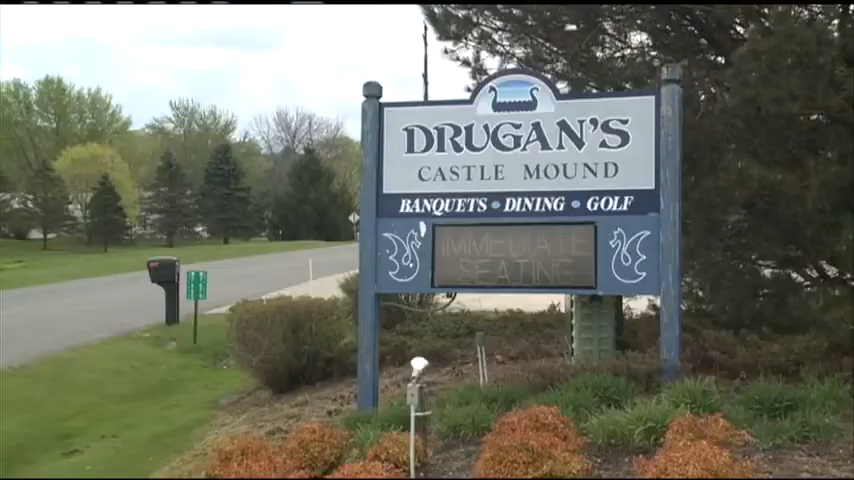 DRUGAN'S
CASTLE MOUND
BANQUETS • DINING • GOLF
IMMEDIATE
SEATING